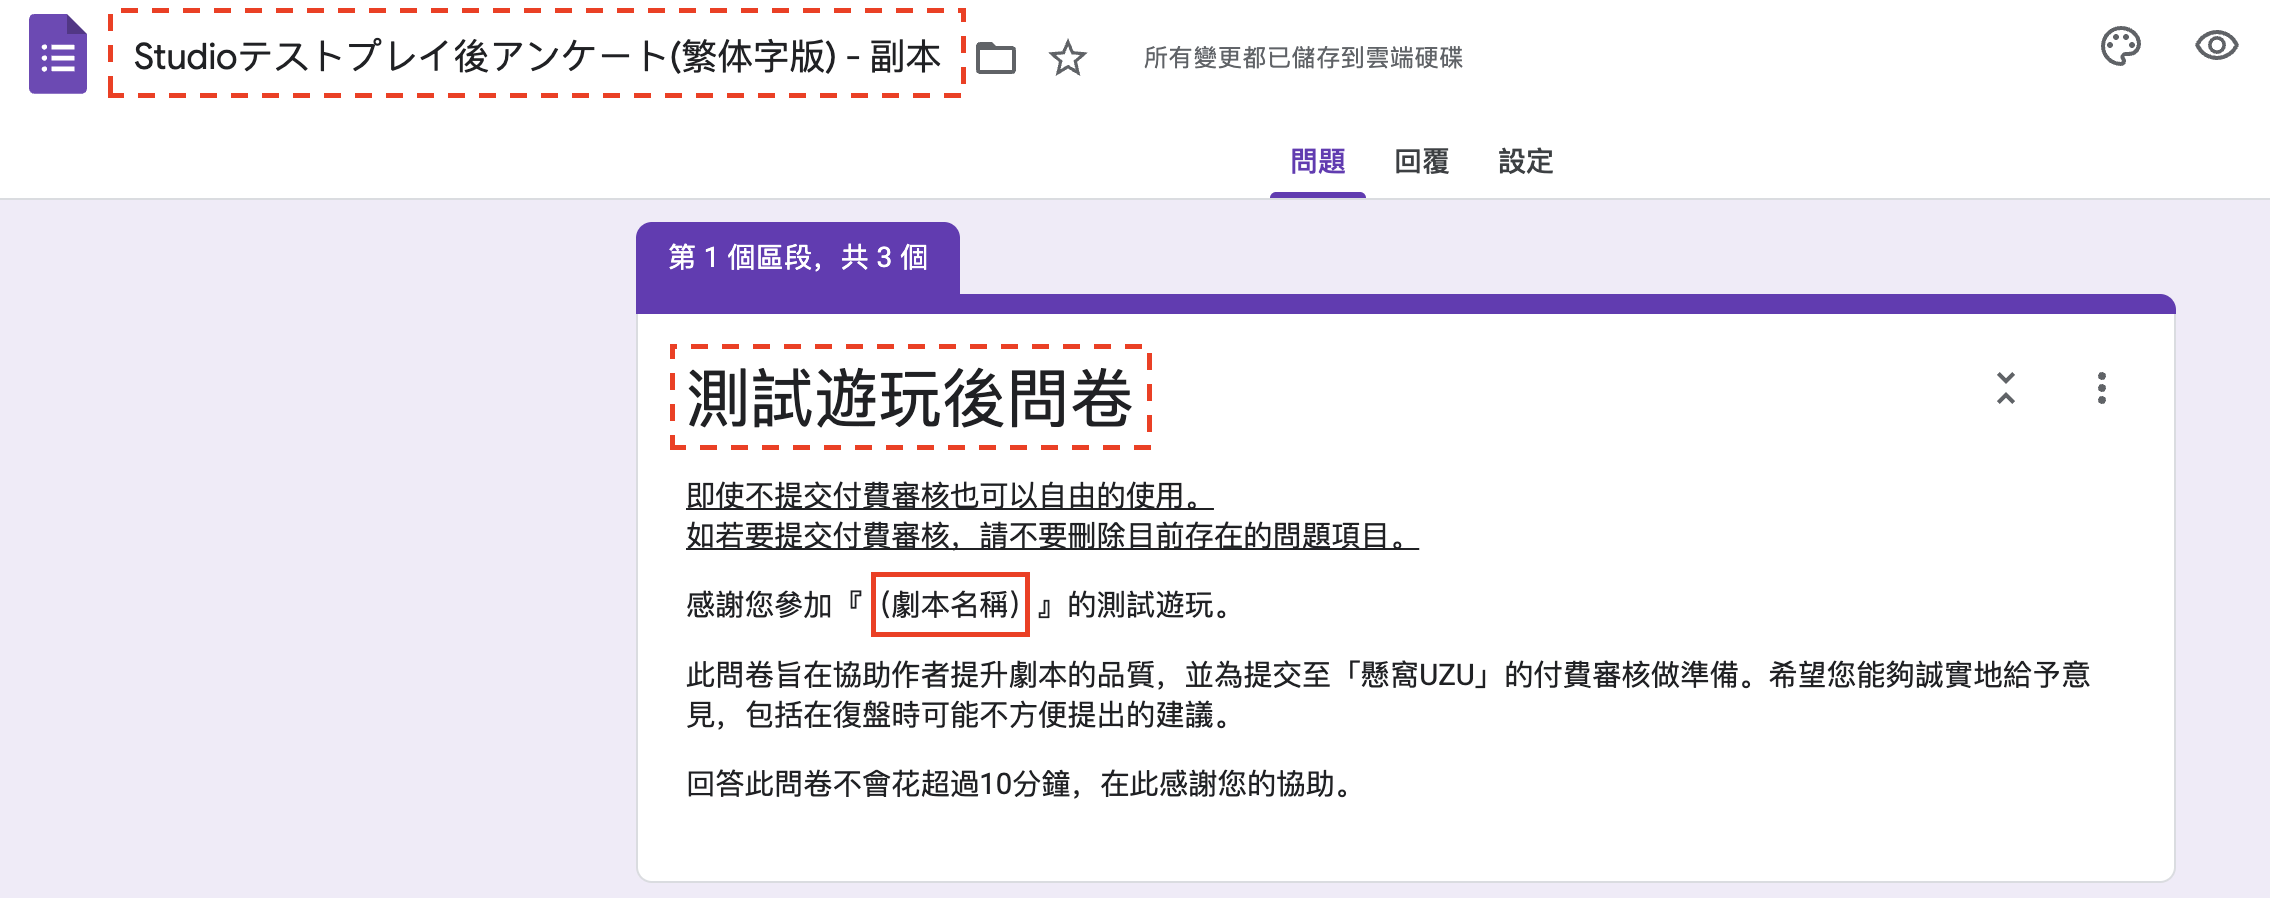 Studioテストプレイ後アンケート(繁体字版) - 副本
所有變更都已儲存到雲端硬碟
問題
回覆
設定
第 1 個區段，共 3 個
測試遊玩後問卷
即使不提交付費審核也可以自由的使用。
如若要提交付費審核，請不要刪除目前存在的問題項目。
感謝您參加『 (劇本名稱) 』的測試遊玩。
此問卷旨在協助作者提升劇本的品質，並為提交至「懸窩UZU」的付費審核做準備。希望您能夠誠實地給予意
見，包括在復盤時可能不方便提出的建議。
回答此問卷不會花超過10分鐘，在此感謝您的協助。